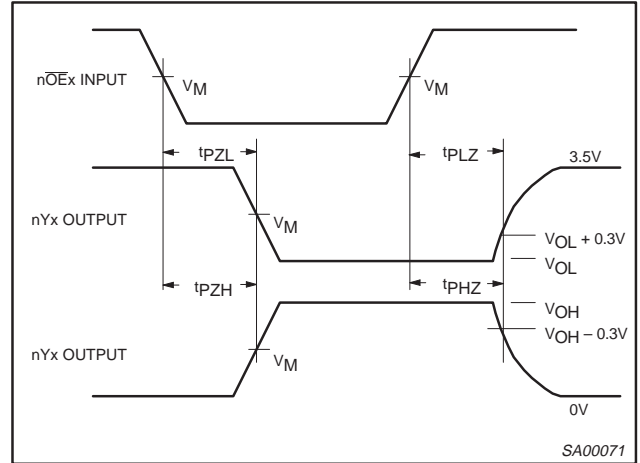 nO̅E̅x INPUT
VM
VM
tPZL
tPLZ
3.5V
nYx OUTPUT
VM
VOL + 0.3V
VOL
tPZH
tPHZ
VOH
VOH – 0.3V
nYx OUTPUT
VM
0V
SA00071